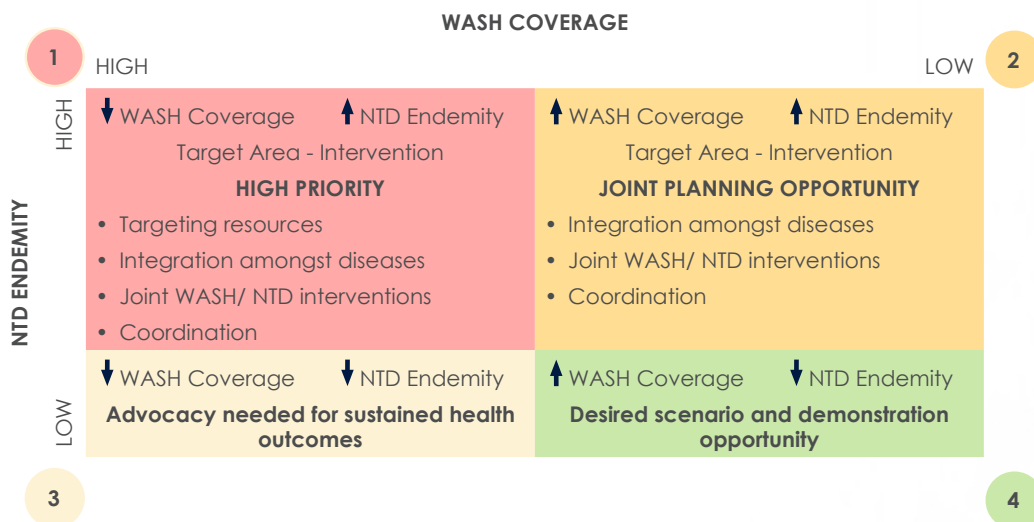 WASH COVERAGE
1
HIGH
LOW
2
HIGH
NTD ENDEMITY
LOW
WASH Coverage NTD Endemity
Target Area - Intervention
HIGH PRIORITY
• Targeting resources
• Integration amongst diseases
• Joint WASH/ NTD interventions
• Coordination
WASH Coverage NTD Endemity
Target Area - Intervention
JOINT PLANNING OPPORTUNITY
• Integration amongst diseases
• Joint WASH/ NTD interventions
• Coordination
WASH Coverage NTD Endemity
Advocacy needed for sustained health
outcomes
WASH Coverage NTD Endemity
Desired scenario and demonstration
opportunity
3
4